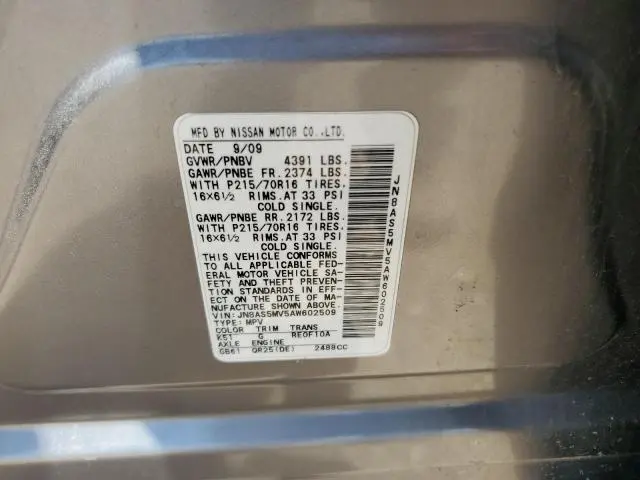 MFD BY NISSAN MOTOR CO.,LTD.
DATE 9/09
GVWR/PNBV 4391 LBS.
GAWR/PNBE FR. 2374 LBS.
WITH P215/70R16 TIRES.
16×6½ RIMS.AT 33 PSI
COLD SINGLE.
GAWR/PNBE RR. 2172 LBS.
WITH P215/70R16 TIRES.
16×6½ RIMS.AT 33 PSI
COLD SINGLE.
THIS VEHICLE CONFORMS
TO ALL APPLICABLE FED-
ERAL MOTOR VEHICLE SA-
FETY AND THEFT PREVEN-
TION STANDARDS IN EFFECT
ON THE DATE OF MA-
NUFACTURE SHOWN ABOVE.
VIN: JN8AS5MV5AW602509
TYPE: MPV
COLOR TRIM TRANS
K51 G RE0F10A
AXLE ENGINE
GB61 QR25(DE) 2488CC
JN8AS5MV5AW602509